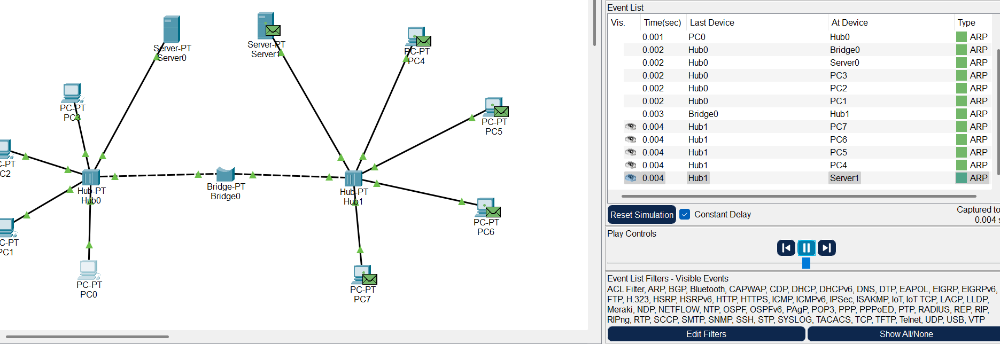 Server-PT
Server0
Server-PT
Server1
PC-PT
PC4
PC-PT
PC3
PC-PT
PC5
C-PT
C2
Hub-PT
Hub0
Bridge-PT
Bridge0
Hub-PT
Hub1
PC-PT
PC6
C-PT
PC1
PC-PT
PC0
PC-PT
PC7
Event List
Vis. Time(sec) Last Device At Device Type
0.001 PC0 Hub0 ARP
0.002 Hub0 Bridge0 ARP
0.002 Hub0 Server0 ARP
0.002 Hub0 PC3 ARP
0.002 Hub0 PC2 ARP
0.002 Hub0 PC1 ARP
0.003 Bridge0 Hub1 ARP
0.004 Hub1 PC7 ARP
0.004 Hub1 PC6 ARP
0.004 Hub1 PC5 ARP
0.004 Hub1 PC4 ARP
0.004 Hub1 Server1 ARP
Reset Simulation Constant Delay
Captured to
0.004 s
Play Controls
Event List Filters - Visible Events
ACL Filter, ARP, BGP, Bluetooth, CAPWAP, CDP, DHCP, DHCPv6, DNS, DTP, EAPOL, EIGRP, EIGRPv6,
FTP, H.323, HSRP, HSRPv6, HTTP, HTTPS, ICMP, ICMPv6, IPSec, ISAKMP, IoT, IoT TCP, LACP, LLDP,
Meraki, NDP, NETFLOW, NTP, OSPF, OSPFv6, PAgP, POP3, PPP, PPPoED, PTP, RADIUS, REP, RIP,
RIPng, RTP, SCCP, SMTP, SNMP, SSH, STP, SYSLOG, TACACS, TCP, TFTP, Telnet, UDP, USB, VTP
Edit Filters Show All/None